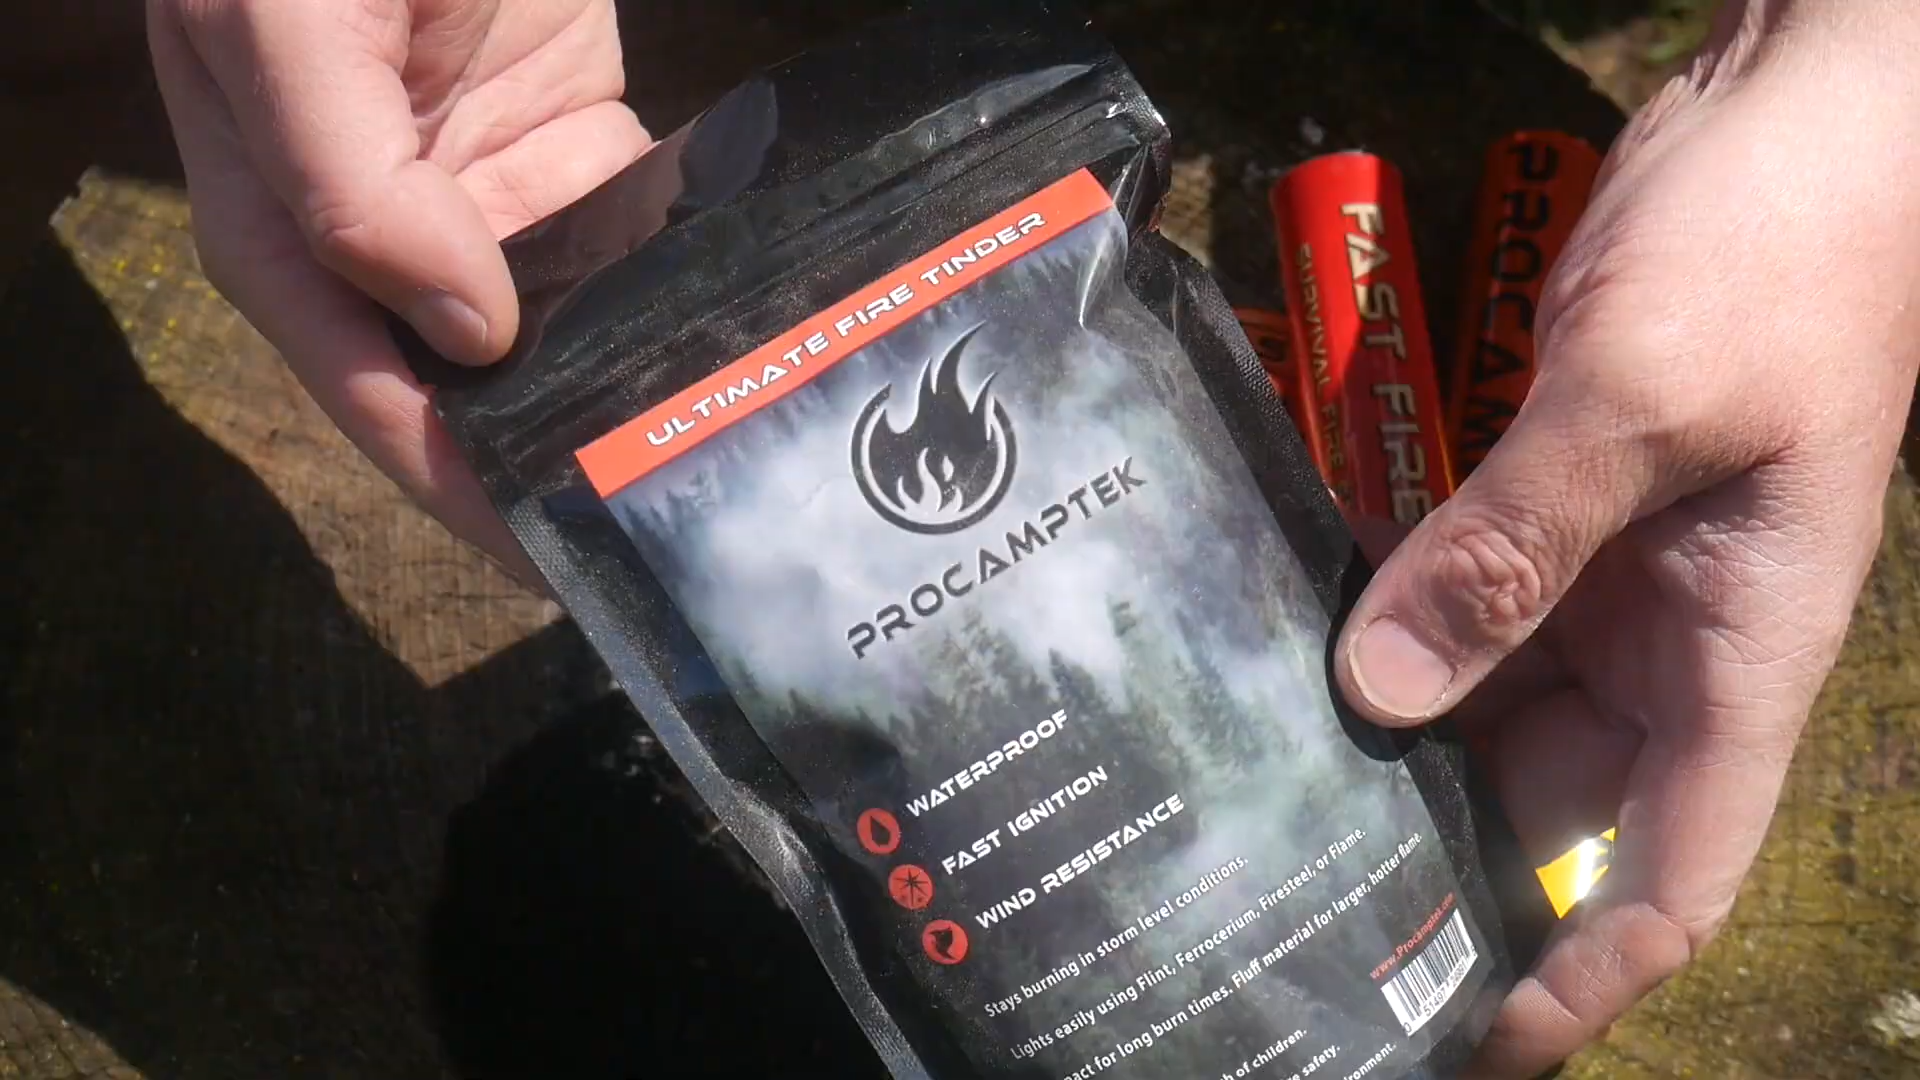 ULTIMATE FIRE TINDER
PROCAMPTEK
WATERPROOF
FAST IGNITION
WIND RESISTANCE
Stays burning in storm level conditions.
Lights easily using Flint, Ferrocerium, Firesteel, or Flame.
for long burn times. Fluff material for larger, hotter flame.
of children.
safety.
www.Procamptek.com
FAST FIRE
SURVIVAL FIRE